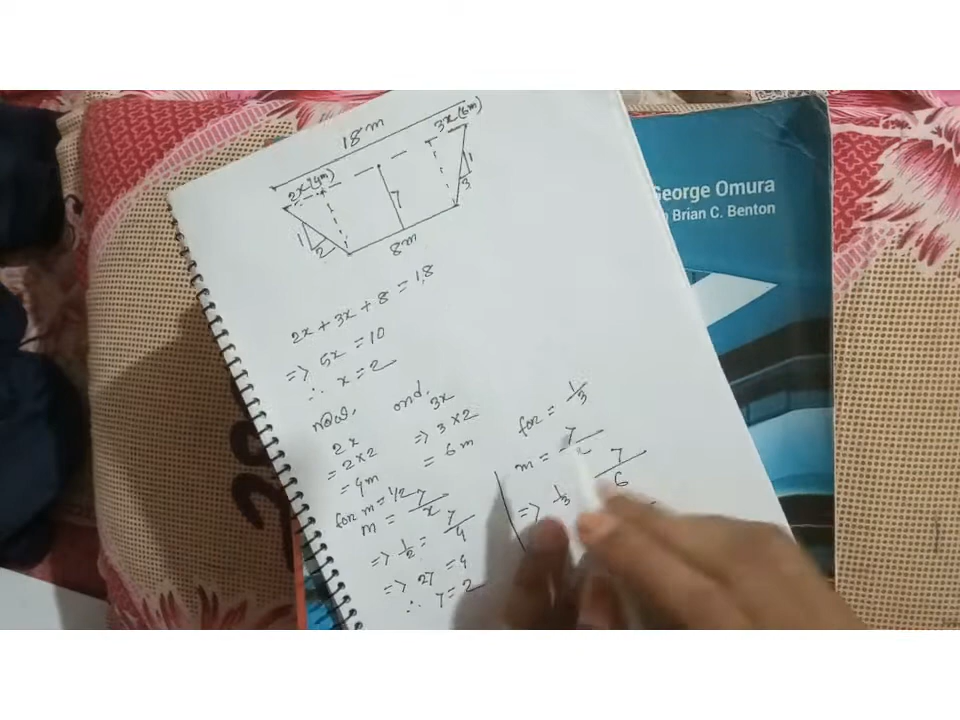 18m
2x(4m)
3x(6m)
y
1
2
1
3
8m
2x + 3x + 8 = 18
=> 5x = 10
∴ x = 2
Now, and,
2x
= 2×2
= 4m
3x
=> 3×2
= 6m
for m = 1/2
m = y/x
=> 1/2 = y/4
=> 2y = 4
∴ y = 2
for = 1/3
m = y/
=> 1/3 y/6
George Omura
Brian C. Benton